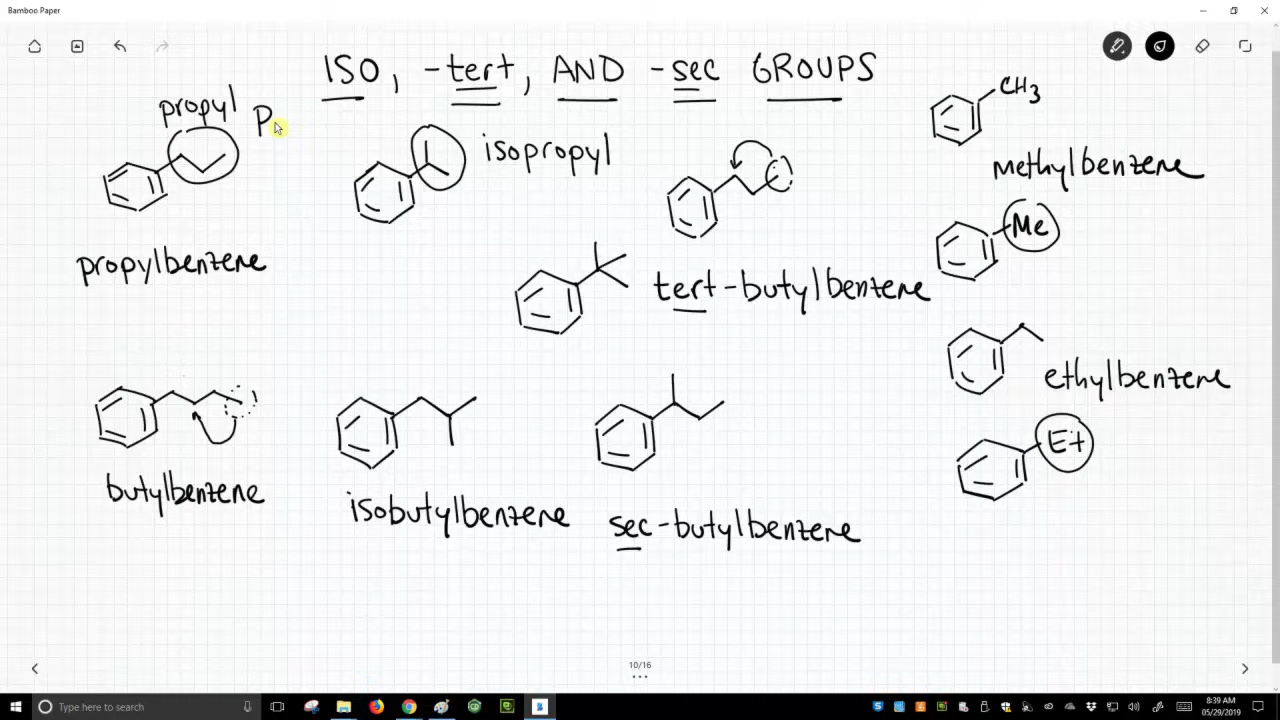 Bamboo Paper
ISO, -tert, AND -sec GROUPS
propyl
P
isopropyl
CH3
methylbenzene
Me
propylbenzene
tert-butylbenzene
ethylbenzene
Et
butylbenzene
isobutylbenzene
sec-butylbenzene
10/16
Type here to search
8:39 AM
05/29/2019